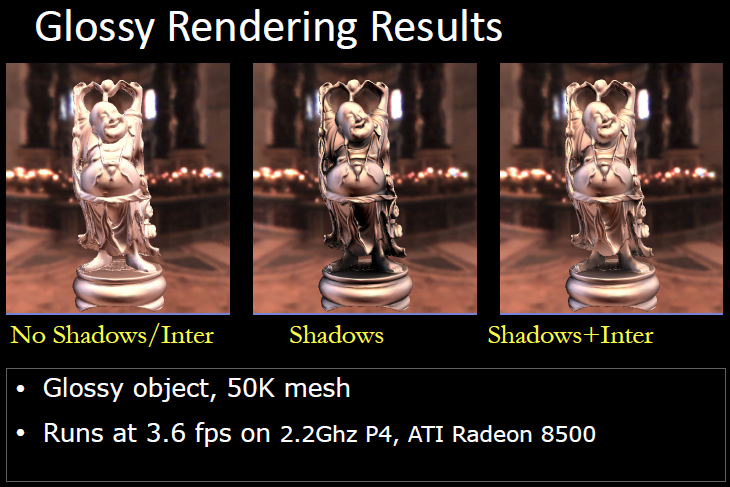 Glossy Rendering Results
No Shadows/Inter
Shadows
Shadows+Inter
• Glossy object, 50K mesh
• Runs at 3.6 fps on 2.2Ghz P4, ATI Radeon 8500